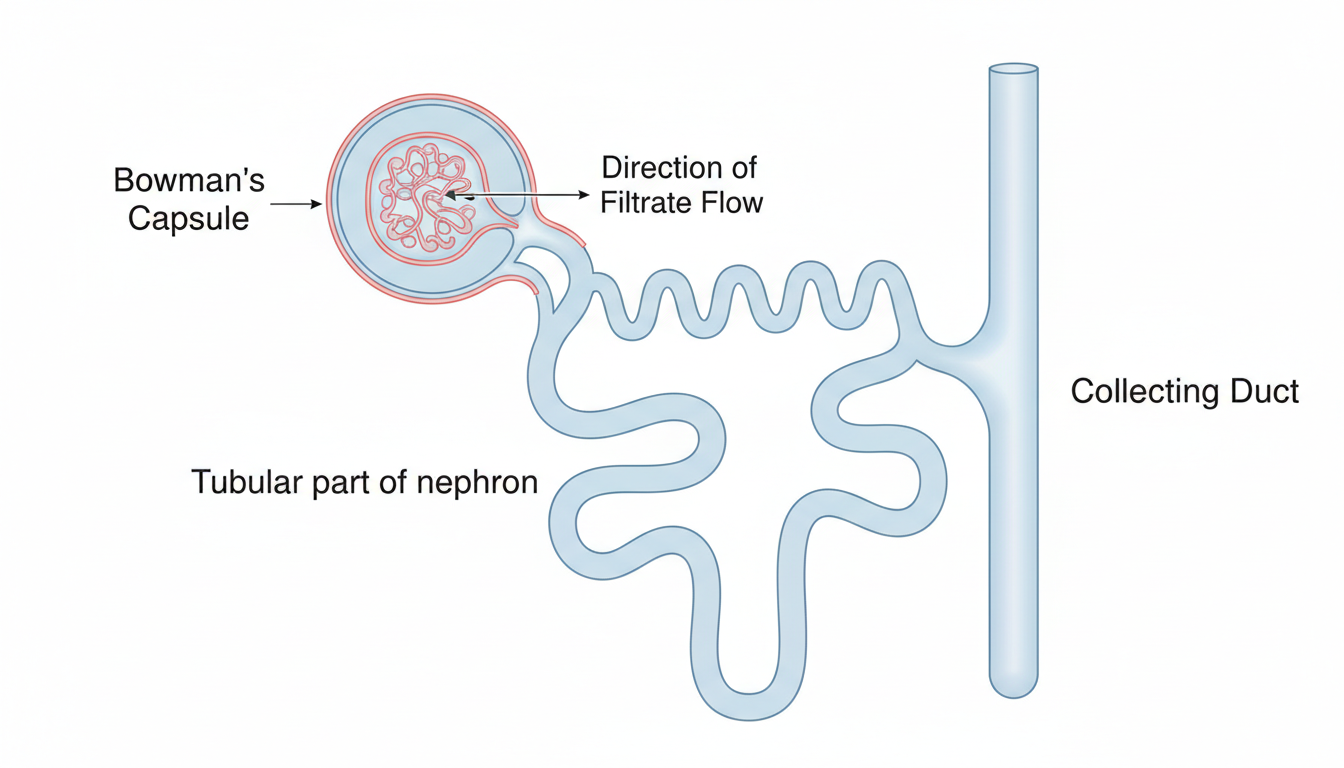 Bowman's
Capsule
Direction of
Filtrate Flow
Collecting Duct
Tubular part of nephron